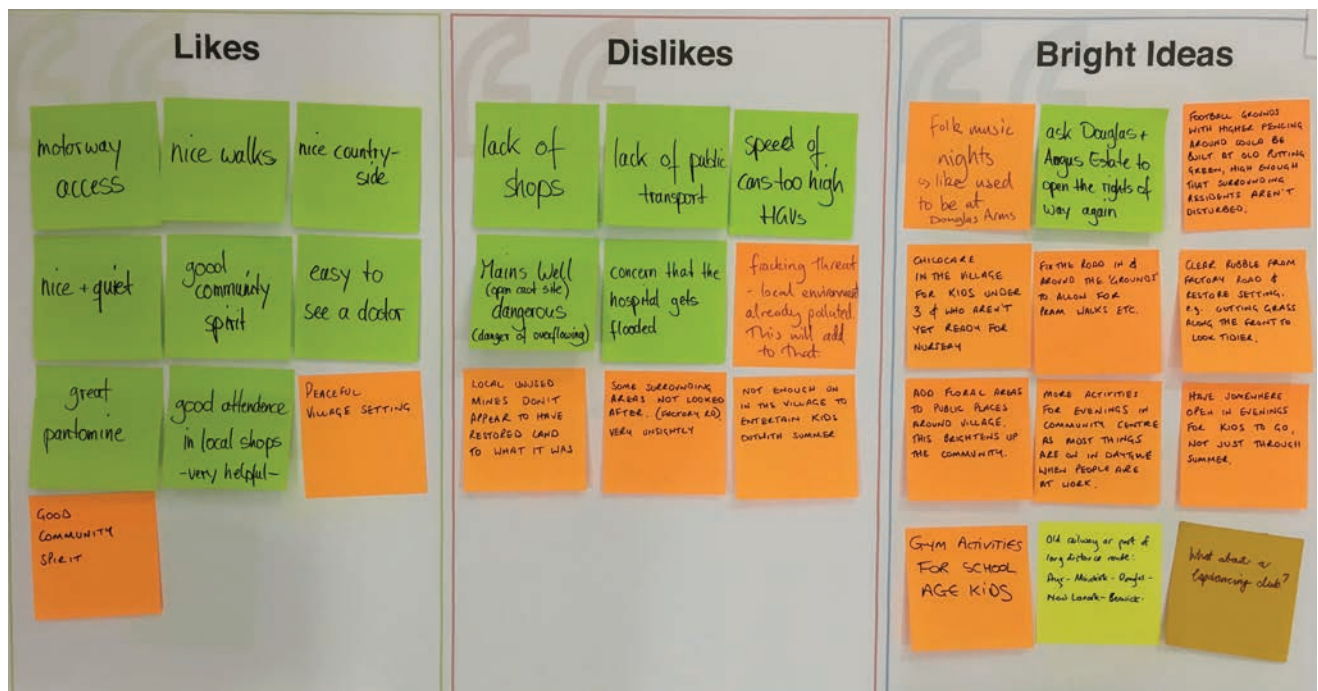 Likes
motorway
access
nice walks
nice country-
side
nice + quiet
good
community
spirit
easy to
see a doctor
great
pantomine
good attendence
in local shops
-very helpful-
PEACEFUL
VILLAGE SETTING
GOOD
COMMUNITY
SPIRIT
Dislikes
lack of
shops
lack of public
transport
speed of
cars too high
HGVs
Mains Well
(open cast site)
dangerous
(danger of overflowing)
concern that the
hospital gets
flooded
fracking threat
- local environment
already polluted.
This will add
to that.
LOCAL UNUSED
MINES DON'T
APPEAR TO HAVE
RESTORED LAND
TO WHAT IT WAS
SOME SURROUNDING
AREAS NOT LOOKED
AFTER. (FACTORY RD)
VERY UNSIGHTLY
NOT ENOUGH ON
IN THE VILLAGE TO
ENTERTAIN KIDS
OUTWITH SUMMER
Bright Ideas
folk music
nights
↳ like used
to be at
Douglas Arms
ask Douglas +
Angus Estate to
open the rights of
way again
FOOTBALL GROUNDS
WITH HIGHER FENCING
AROUND COULD BE
BUILT AT OLD PUTTING
GREEN, HIGH ENOUGH
THAT SURROUNDING
RESIDENTS AREN'T
DISTURBED.
CHILDCARE
IN THE VILLAGE
FOR KIDS UNDER
3 & WHO AREN'T
YET READY FOR
NURSERY
FIX THE ROAD IN &
AROUND THE 'GROUNDS'
TO ALLOW FOR
PRAM WALKS ETC.
CLEAR RUBBLE FROM
FACTORY ROAD &
RESTORE SETTING.
e.g. CUTTING GRASS
ALONG THE FRONT TO
LOOK TIDIER.
ADD FLORAL AREAS
TO PUBLIC PLACES
AROUND VILLAGE.
THIS BRIGHTENS UP
THE COMMUNITY.
MORE ACTIVITIES
FOR EVENINGS IN
COMMUNITY CENTRE
AS MOST THINGS
ARE ON IN DAYTIME
WHEN PEOPLE ARE
AT WORK.
HAVE SOMEWHERE
OPEN IN EVENINGS
FOR KIDS TO GO,
NOT JUST THROUGH
SUMMER.
GYM ACTIVITIES
FOR SCHOOL
AGE KIDS
Old railway as part of
long distance route:
Ayr - Muirkirk - Douglas -
New Lanark - Berwick.
What about a
lapdancing club?